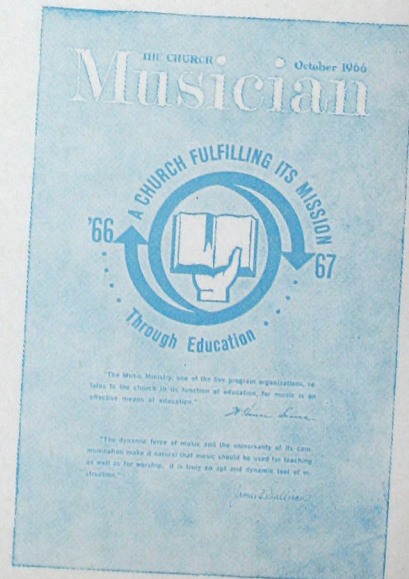 THE CHURCH
October 1966
Musician
A CHURCH FULFILLING ITS MISSION
'66
67
Through Education
"The Music Ministry, one of the five program organizations, re-
lates to the church in its function of education, for music is an
effective means of education."
"The dynamic force of music and the universality of its com-
munication make it natural that music should be used for teaching
as well as for worship. It is truly an apt and dynamic tool of in-
struction."